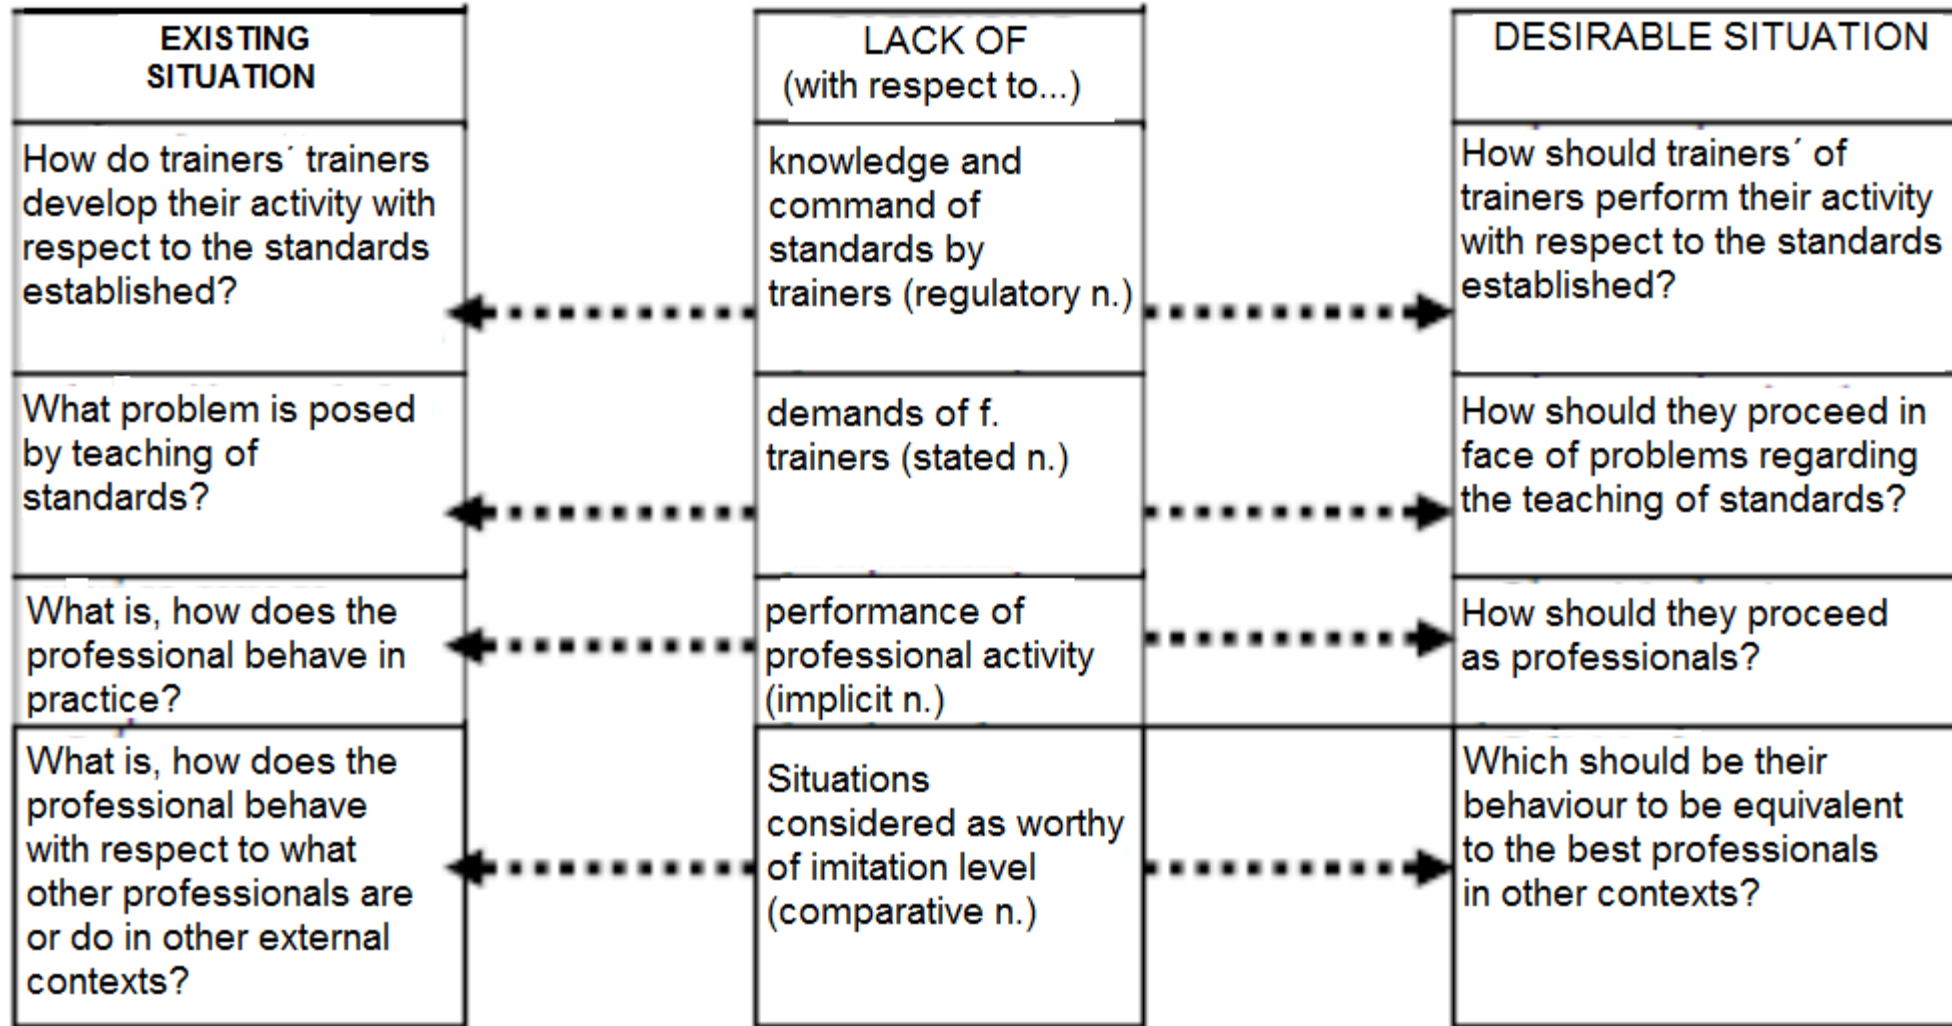 EXISTING
SITUATION
How do trainers´ trainers
develop their activity with
respect to the standards
established?
What problem is posed
by teaching of
standards?
What is, how does the
professional behave in
practice?
What is, how does the
professional behave
with respect to what
other professionals are
or do in other external
contexts?
LACK OF
(with respect to...)
knowledge and
command of
standards by
trainers (regulatory n.)
demands of f.
trainers (stated n.)
performance of
professional activity
(implicit n.)
Situations
considered as worthy
of imitation level
(comparative n.)
DESIRABLE SITUATION
How should trainers´ of
trainers perform their activity
with respect to the standards
established?
How should they proceed in
face of problems regarding
the teaching of standards?
How should they proceed
as professionals?
Which should be their
behaviour to be equivalent
to the best professionals
in other contexts?